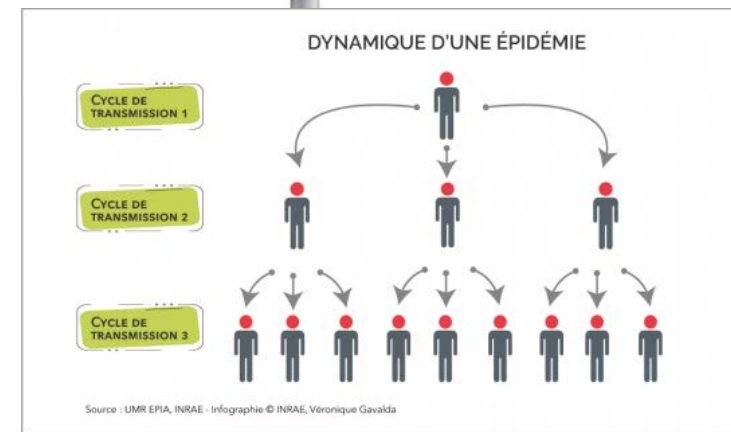 DYNAMIQUE D'UNE ÉPIDÉMIE
CYCLE DE
TRANSMISSION 1
CYCLE DE
TRANSMISSION 2
CYCLE DE
TRANSMISSION 3
Source : UMR EPIA, INRAE - Infographie © INRAE, Véronique Gavalda